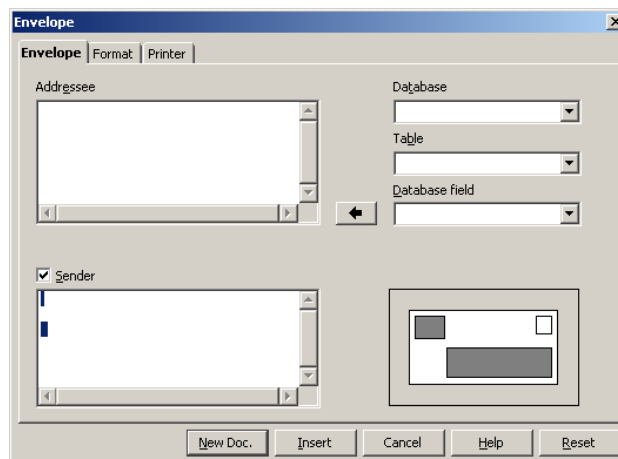 Envelope
Envelope Format Printer
Addressee
Database
Table
Database field
Sender
New Doc. Insert Cancel Help Reset